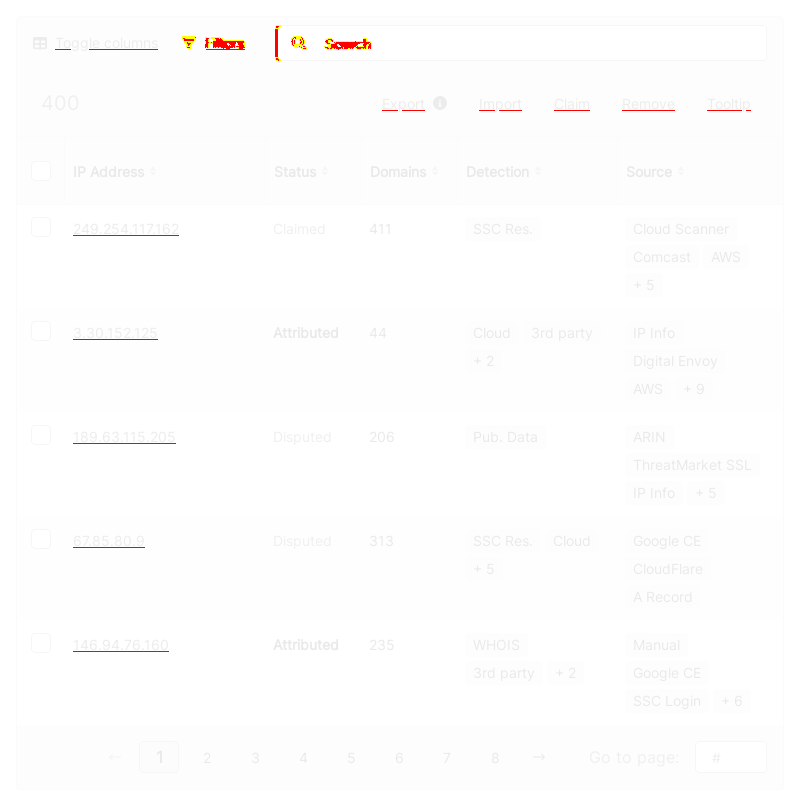 Toggle columns Filters Search
400 Export Import Claim Remove Tooltip
IP Address Status Domains Detection Source
249.254.117.162 Claimed 411 SSC Res. Cloud Scanner
Comcast AWS
+ 5
3.30.152.125 Attributed 44 Cloud 3rd party IP Info
+ 2 Digital Envoy
AWS + 9
189.63.115.205 Disputed 206 Pub. Data ARIN
ThreatMarket SSL
IP Info + 5
67.85.80.9 Disputed 313 SSC Res. Cloud Google CE
+ 5 CloudFlare
A Record
146.94.76.160 Attributed 235 WHOIS Manual
3rd party + 2 Google CE
SSC Login + 6
← 1 2 3 4 5 6 7 8 → Go to page: #